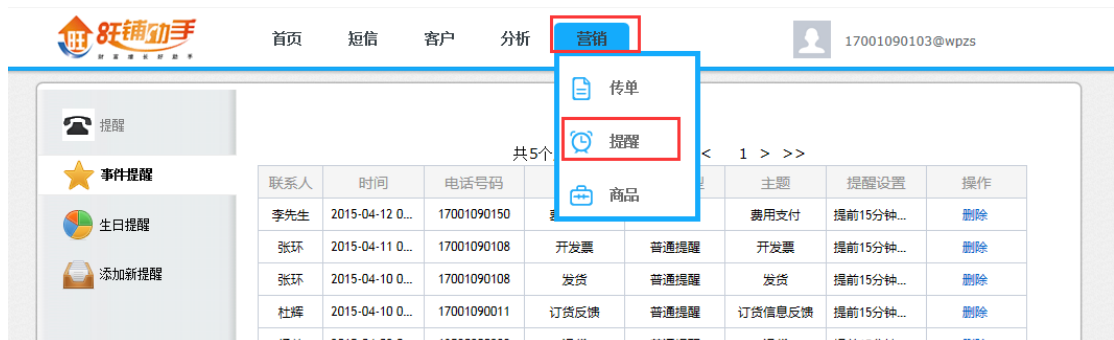 旺铺助手
财富增长好助手
首页 短信 客户 分析 营销
17001090103@wpzs
传单
提醒
商品
提醒
事件提醒
生日提醒
添加新提醒
共5个
< 1 > >>
联系人 时间 电话号码 主题 提醒设置 操作
李先生 2015-04-12 0... 17001090150 费用支付 提前15分钟... 删除
张环 2015-04-11 0... 17001090108 开发票 普通提醒 开发票 提前15分钟... 删除
张环 2015-04-10 0... 17001090108 发货 普通提醒 发货 提前15分钟... 删除
杜辉 2015-04-10 0... 17001090011 订货反馈 普通提醒 订货信息反馈 提前15分钟... 删除